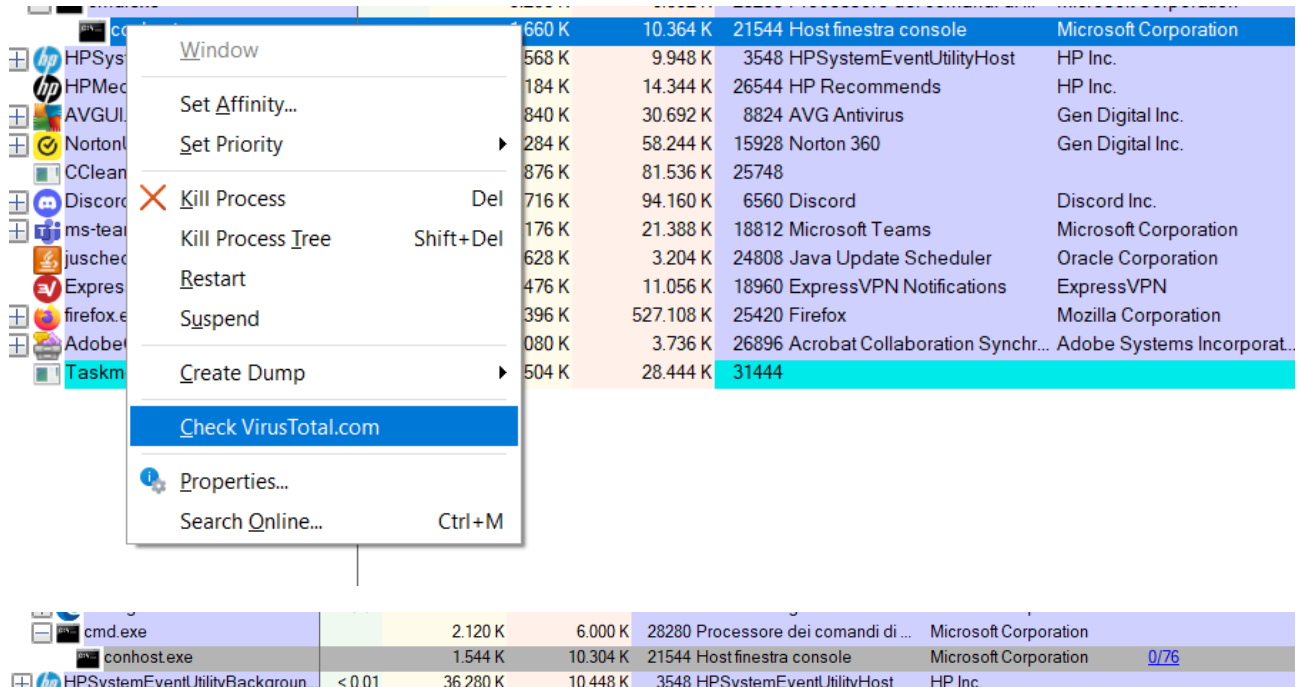 co 1.660 K 10.364 K 21544 Host finestra console Microsoft Corporation
Window
HPSys 568 K 9.948 K 3548 HPSystemEventUtilityHost HP Inc.
HPMed 184 K 14.344 K 26544 HP Recommends HP Inc.
Set Affinity...
AVGUI. 840 K 30.692 K 8824 AVG Antivirus Gen Digital Inc.
Set Priority
Norton 284 K 58.244 K 15928 Norton 360 Gen Digital Inc.
CClean 876 K 81.536 K 25748
Kill Process Del
Discord 716 K 94.160 K 6560 Discord Discord Inc.
Kill Process Tree Shift+Del
ms-tea 176 K 21.388 K 18812 Microsoft Teams Microsoft Corporation
jusched 628 K 3.204 K 24808 Java Update Scheduler Oracle Corporation
Restart
Expres 476 K 11.056 K 18960 ExpressVPN Notifications ExpressVPN
Suspend
firefox.e 396 K 527.108 K 25420 Firefox Mozilla Corporation
Adobe 080 K 3.736 K 26896 Acrobat Collaboration Synchr... Adobe Systems Incorporat...
Create Dump
Taskm 504 K 28.444 K 31444
Check VirusTotal.com
Properties...
Search Online... Ctrl+M
cmd.exe 2.120 K 6.000 K 28280 Processore dei comandi di ... Microsoft Corporation
conhost.exe 1.544 K 10.304 K 21544 Host finestra console Microsoft Corporation 0/76
HPSystemEventUtilityBackgroun < 0.01 36.280 K 10.448 K 3548 HPSystemEventUtilityHost HP Inc.